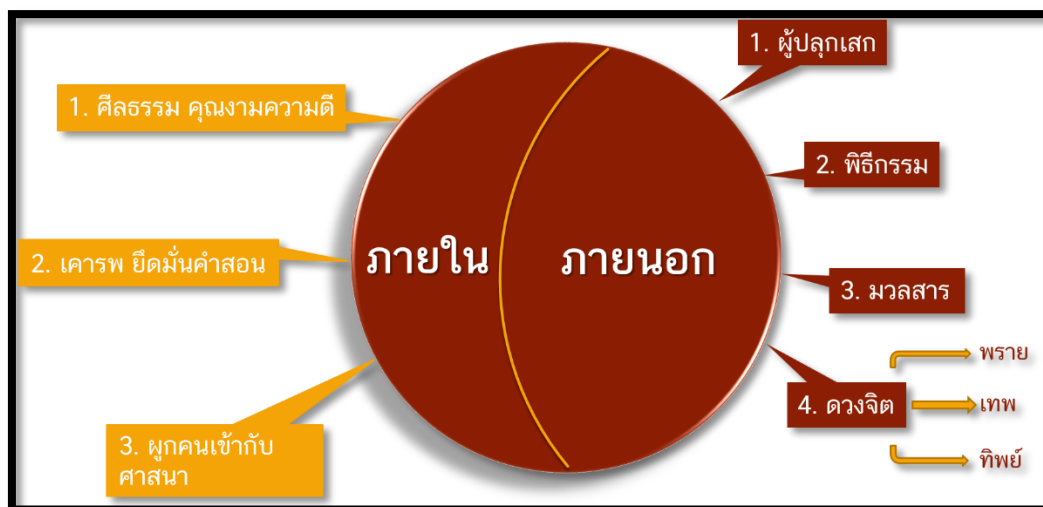 1. ศีลธรรม คุณงามความดี
2. เคารพ ยึดมั่นคำสอน
3. ผูกคนเข้ากับ
ศาสนา
ภายใน
ภายนอก
1. ผู้ปลุกเสก
2. พิธีกรรม
3. มวลสาร
4. ดวงจิต
พราย
เทพ
ทิพย์